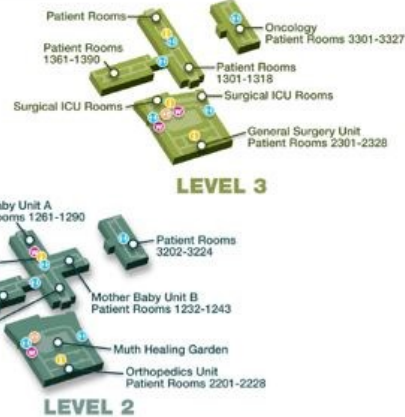 Patient Rooms
Oncology
Patient Rooms 3301-3327
Patient Rooms
1361-1390
Patient Rooms
1301-1318
Surgical ICU Rooms
Surgical ICU Rooms
General Surgery Unit
Patient Rooms 2301-2328
LEVEL 3
aby Unit A
ooms 1261-1290
Patient Rooms
3202-3224
Mother Baby Unit B
Patient Rooms 1232-1243
Muth Healing Garden
Orthopedics Unit
Patient Rooms 2201-2228
LEVEL 2